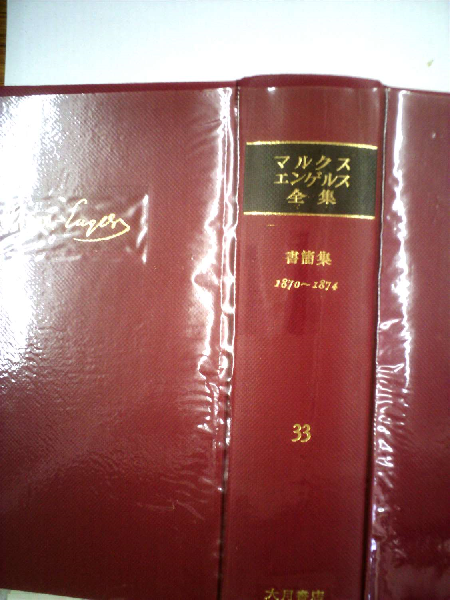 マルクス
エンゲルス
全集
書簡集
1870〜1874
33
大月書店